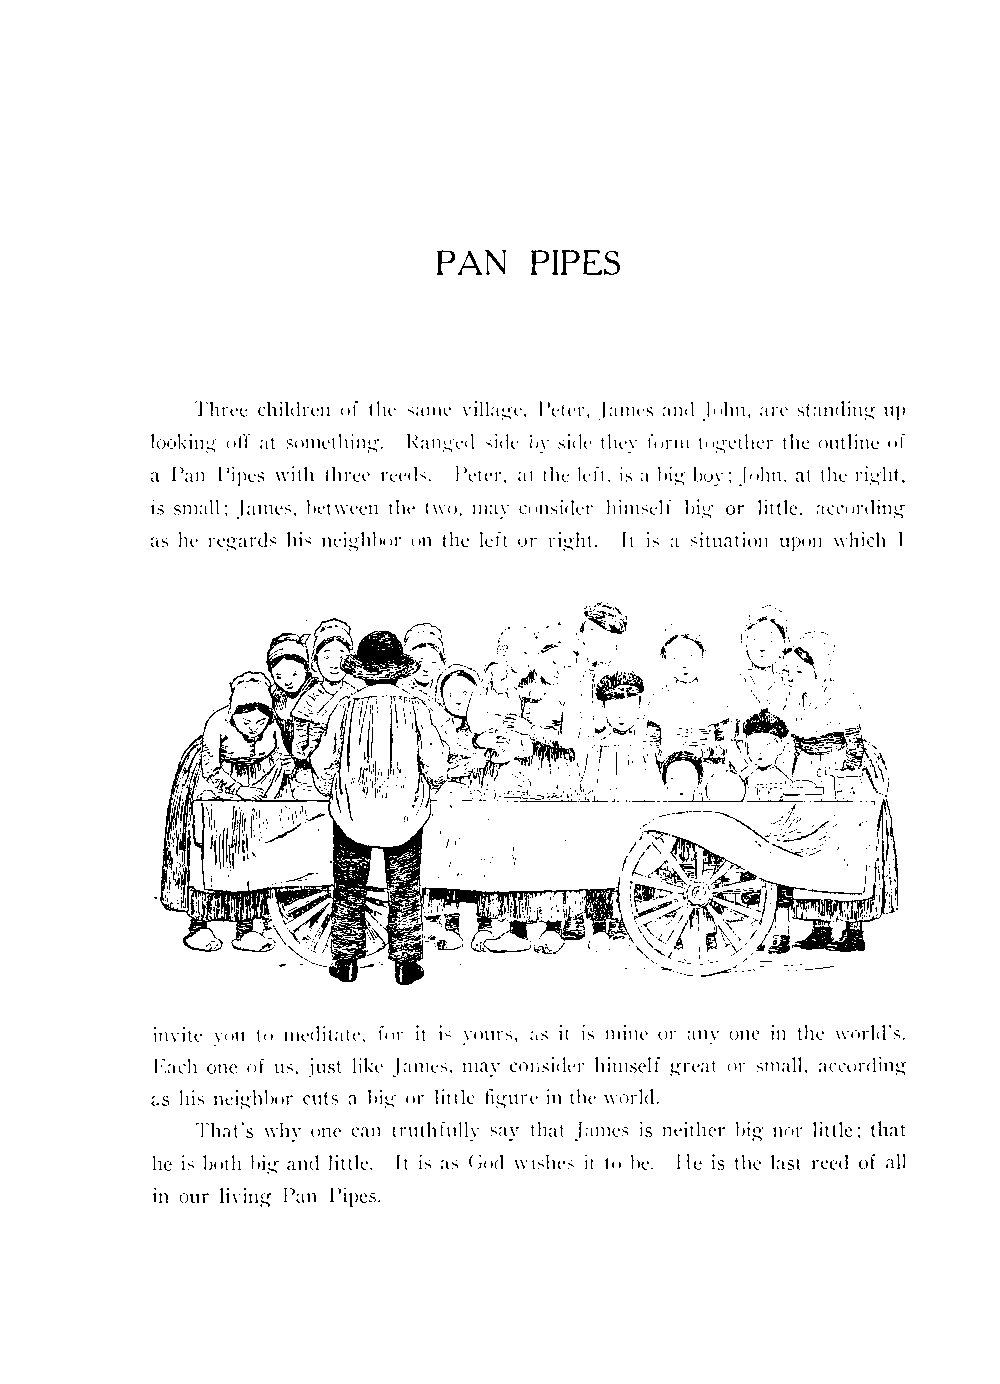 PAN PIPES
Three children of the same village, Peter, James and John, are standing up
looking off at something. Ranged side by side they form together the outline of
a Pan Pipes with three reeds. Peter, at the left, is a big boy; John, at the right,
is small; James, between the two, may consider himself big or little, according
as he regards his neighbor on the left or right. It is a situation upon which I
invite you to meditate, for it is yours, as it is mine or any one in the world's.
Each one of us, just like James, may consider himself great or small, according
as his neighbor cuts a big or little figure in the world.
That's why one can truthfully say that James is neither big nor little; that
he is both big and little. It is as God wishes it to be. He is the last reed of all
in our living Pan Pipes.